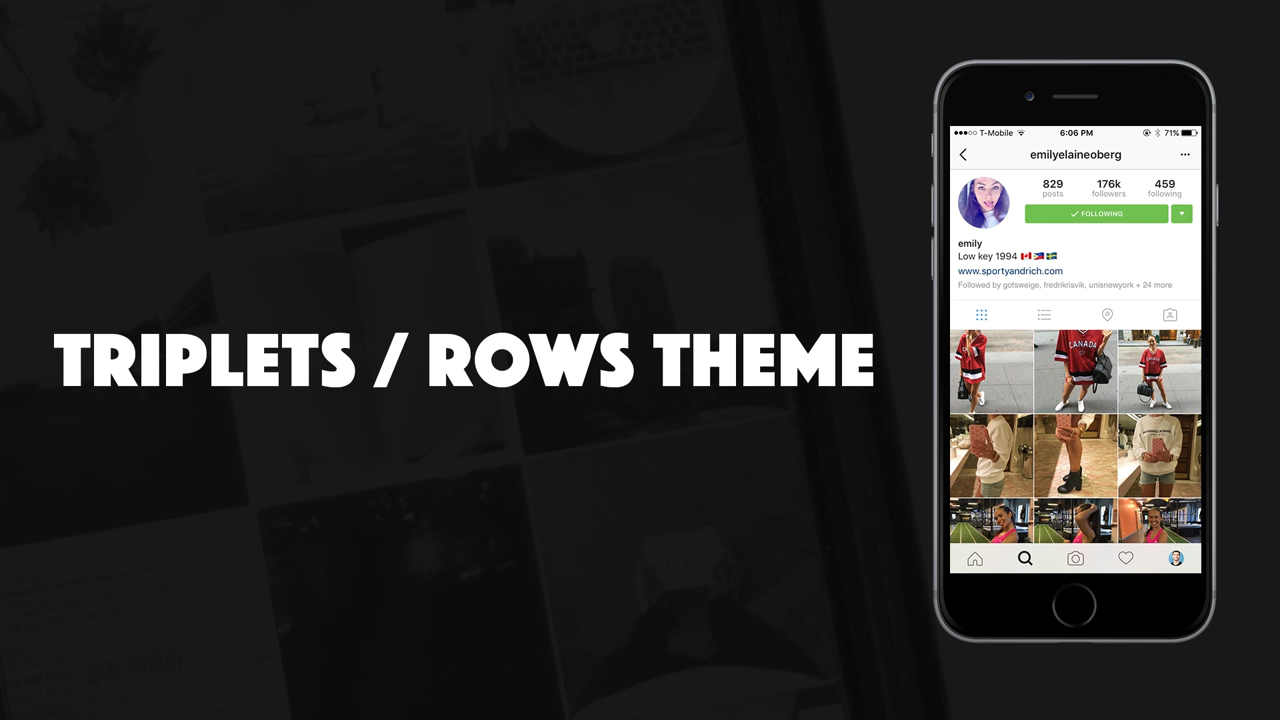 TRIPLETS / ROWS THEME
T-Mobile 6:06 PM 71%
emilyelaineoberg
829 176k 459
posts followers following
FOLLOWING
emily
Low key 1994 🇨🇦 🇵🇭 🇸🇪
www.sportyandrich.com
Followed by gotsweige, fredrikrisvik, unisnewyork + 24 more
CANADA CANADA